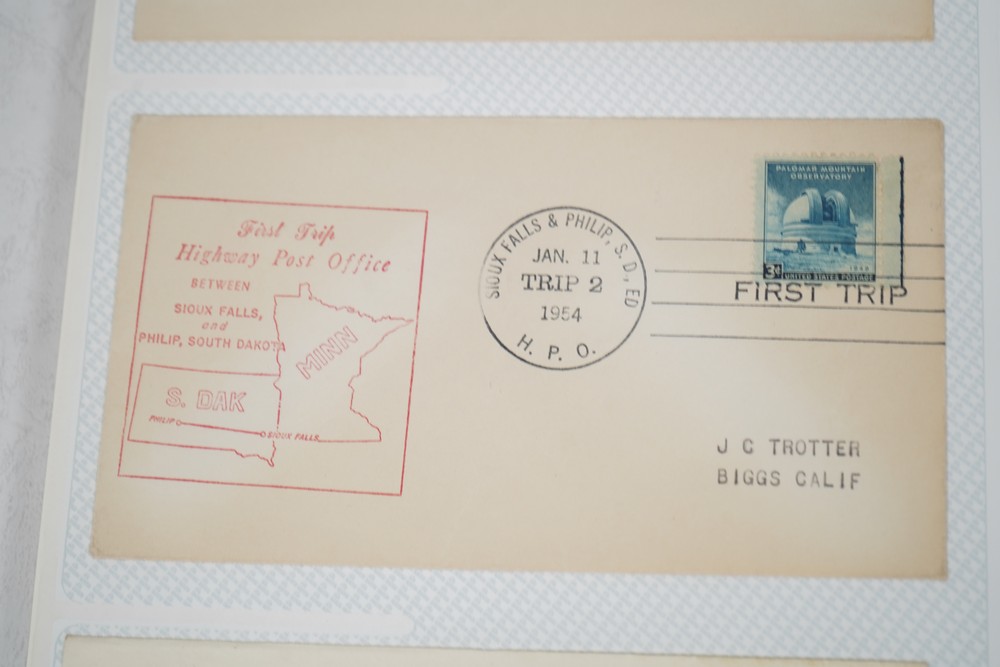 First Trip
Highway Post Office
BETWEEN
SIOUX FALLS,
and
PHILIP, SOUTH DAKOTA
MINN
S. DAK
PHILIP
SIOUX FALLS
SIOUX FALLS & PHILIP, S. D., ED
JAN. 11
TRIP 2
1954
H. P. O.
PALOMAR MOUNTAIN
OBSERVATORY
1948
3¢ UNITED STATES POSTAGE
FIRST TRIP
J C TROTTER
BIGGS CALIF